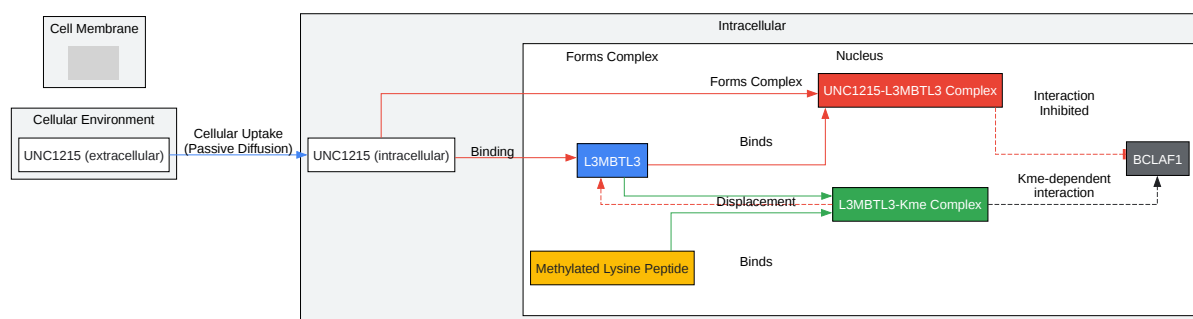 Cell Membrane
Intracellular
Forms Complex
Nucleus
Forms Complex
UNC1215-L3MBTL3 Complex
Interaction
Inhibited
Cellular Environment
UNC1215 (extracellular)
Cellular Uptake
(Passive Diffusion)
UNC1215 (intracellular)
Binding
L3MBTL3
Binds
BCLAF1
Kme-dependent
interaction
Displacement
L3MBTL3-Kme Complex
Methylated Lysine Peptide
Binds